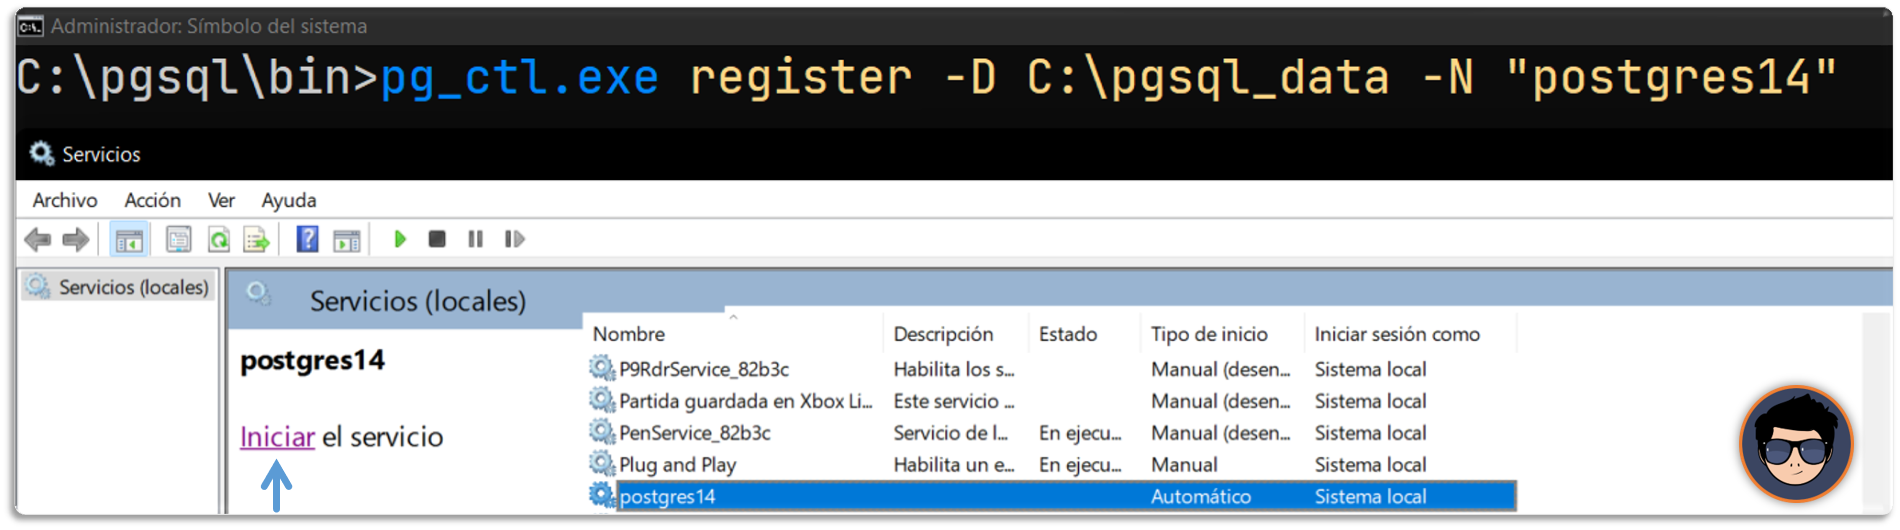 Administrador: Símbolo del sistema
C:\pgsql\bin>pg_ctl.exe register -D C:\pgsql_data -N "postgres14"
Servicios
Archivo Acción Ver Ayuda
Servicios (locales)
Servicios (locales)
postgres14
Iniciar el servicio
Nombre Descripción Estado Tipo de inicio Iniciar sesión como
P9RdrService_82b3c Habilita los s... Manual (desen... Sistema local
Partida guardada en Xbox Li... Este servicio ... Manual (desen... Sistema local
PenService_82b3c Servicio de l... En ejecu... Manual (desen... Sistema local
Plug and Play Habilita un e... En ejecu... Manual Sistema local
postgres14 Automático Sistema local